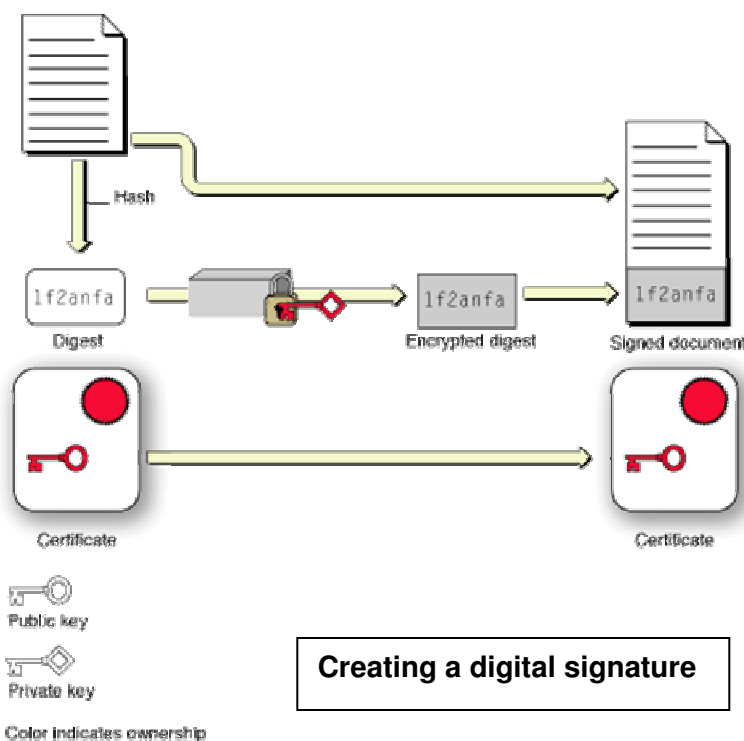 Hash
1f2anfa
1f2anfa
1f2anfa
Digest
Encrypted digest
Signed document
Certificate
Certificate
Public key
Private key
Creating a digital signature
Color indicates ownership